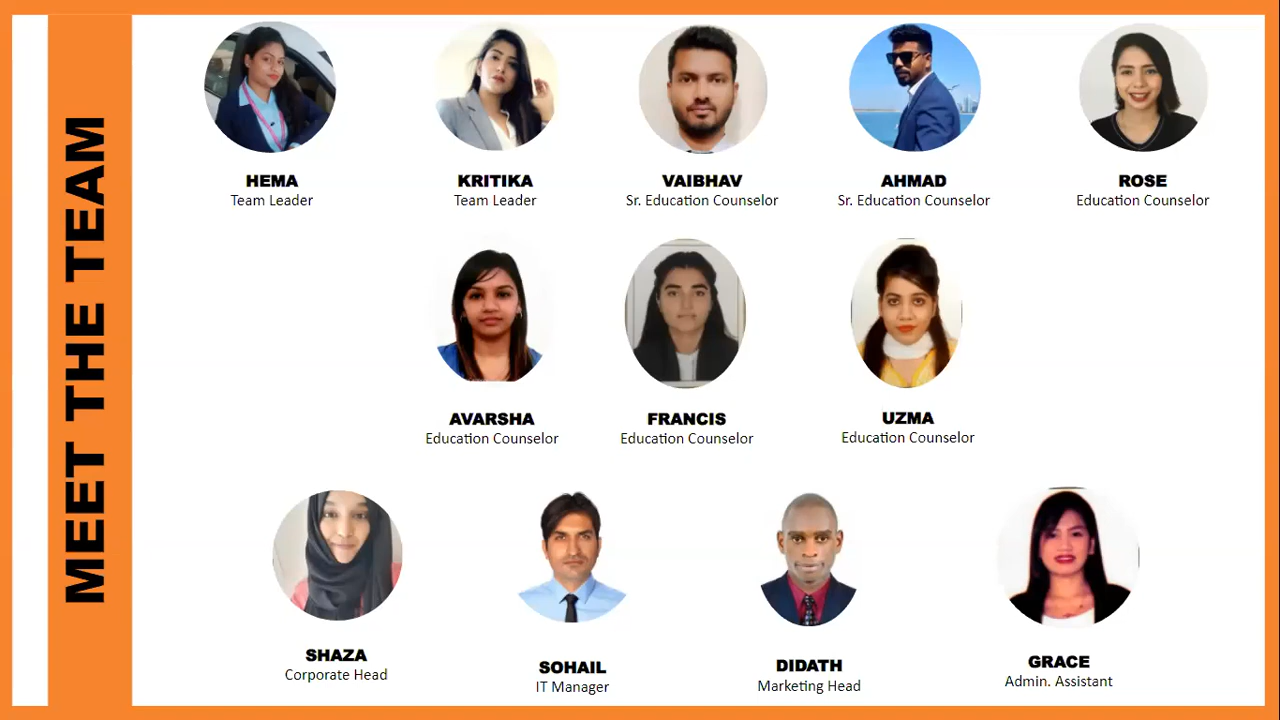 MEET THE TEAM
HEMA
Team Leader
KRITIKA
Team Leader
VAIBHAV
Sr. Education Counselor
AHMAD
Sr. Education Counselor
ROSE
Education Counselor
AVARSHA
Education Counselor
FRANCIS
Education Counselor
UZMA
Education Counselor
SHAZA
Corporate Head
SOHAIL
IT Manager
DIDATH
Marketing Head
GRACE
Admin. Assistant